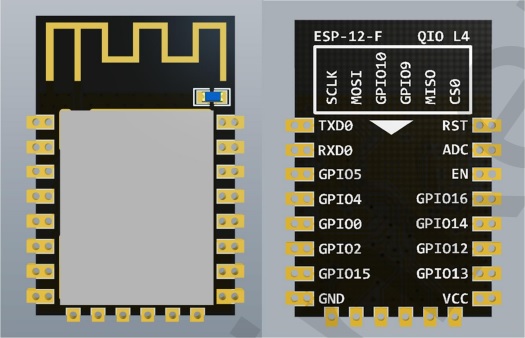 ESP-12-F QIO L4
SCLK
MOSI
GPIO10
GPIO9
MISO
CS0
TXD0 RST
RXD0 ADC
GPIO5 EN
GPIO4 GPIO16
GPIO0 GPIO14
GPIO2 GPIO12
GPIO15 GPIO13
GND VCC